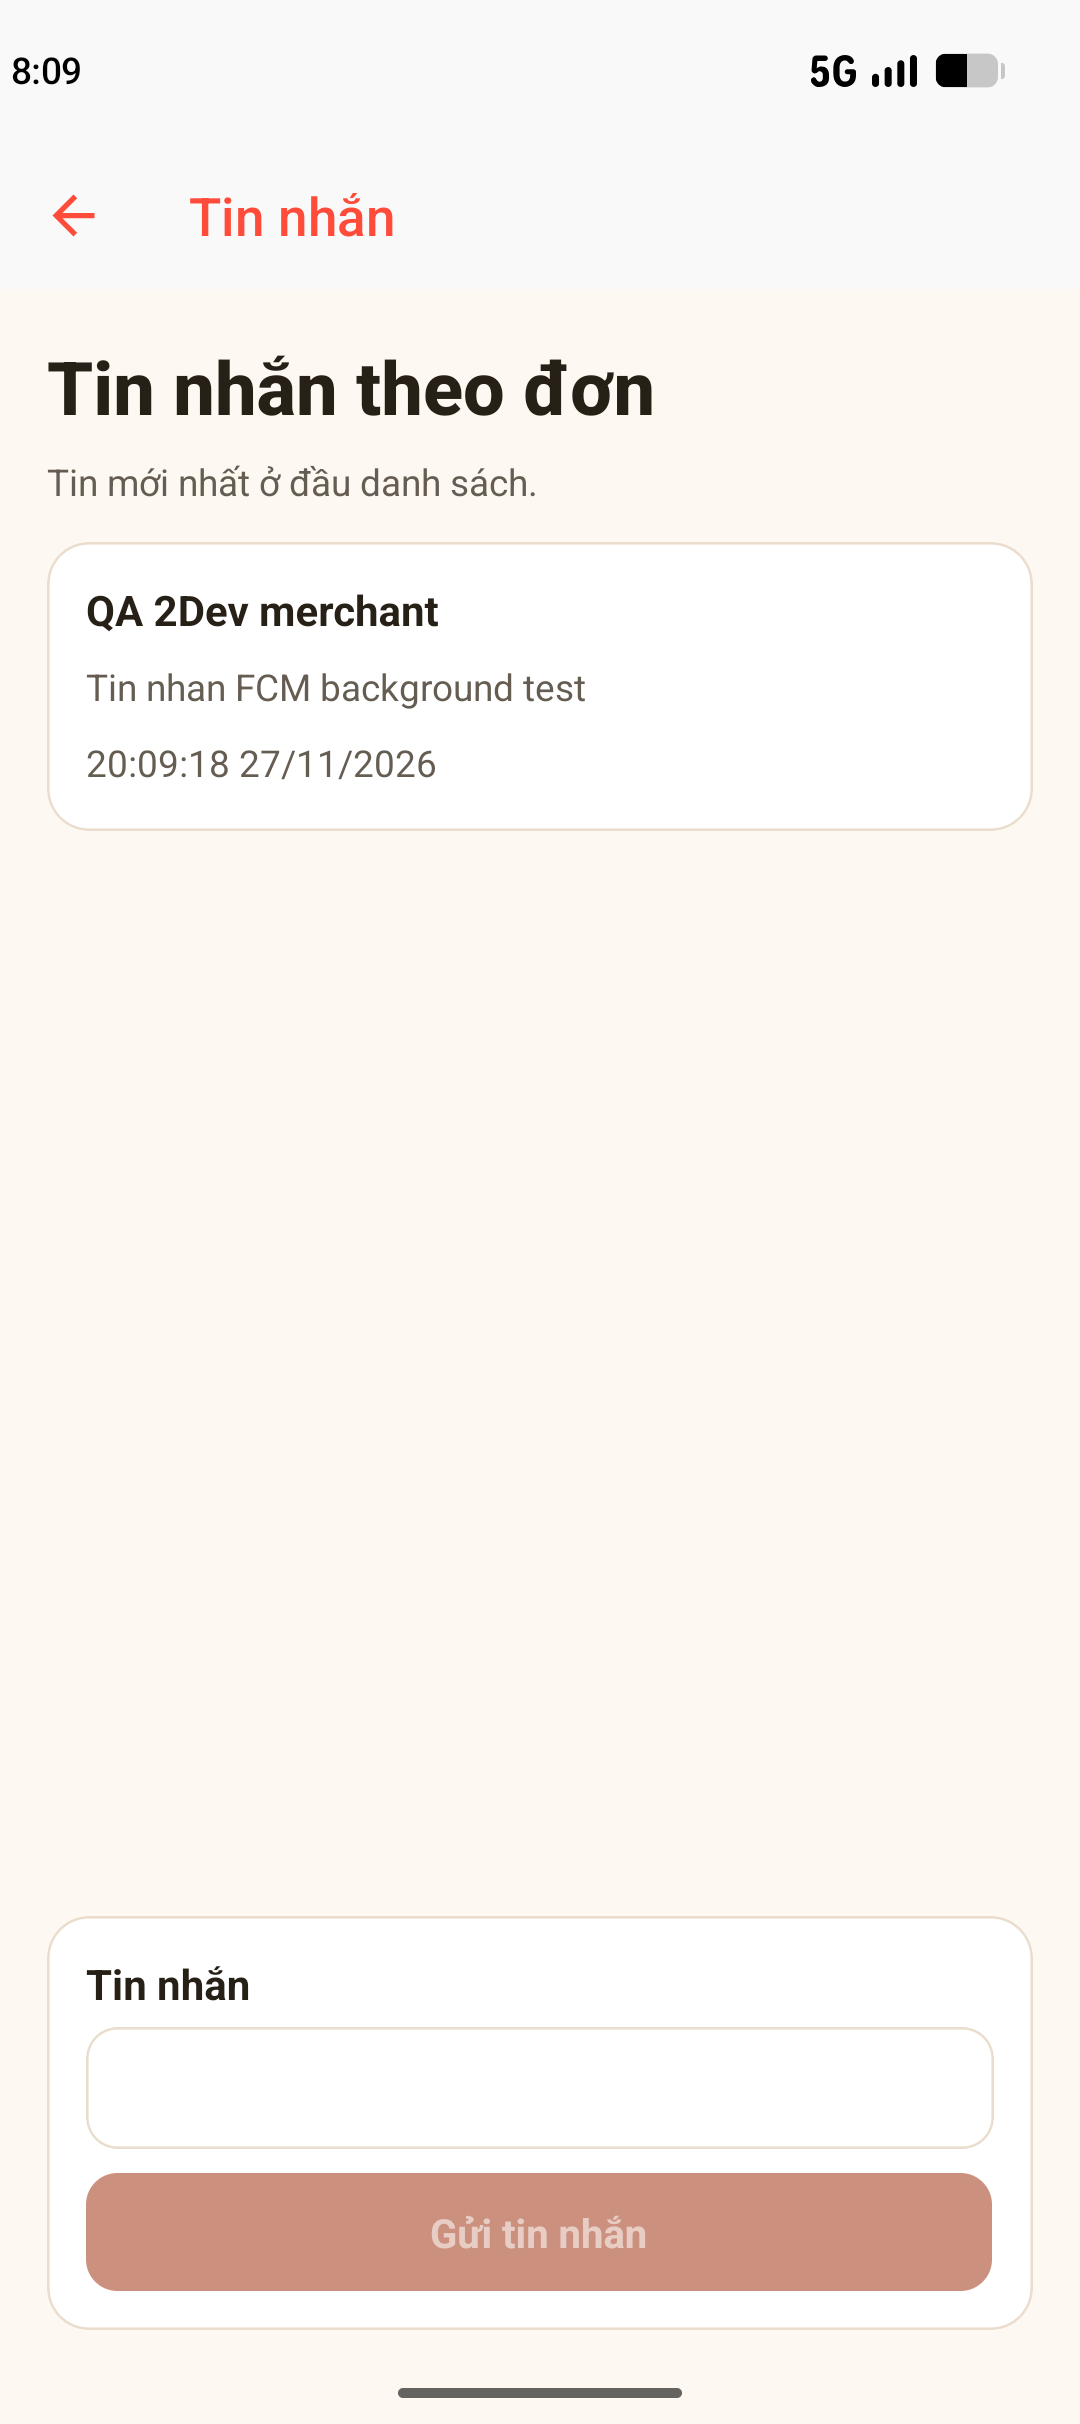 8:09
5G
Tin nhắn
Tin nhắn theo đơn
Tin mới nhất ở đầu danh sách.
QA 2Dev merchant
Tin nhan FCM background test
20:09:18 27/11/2026
Tin nhắn
Gửi tin nhắn